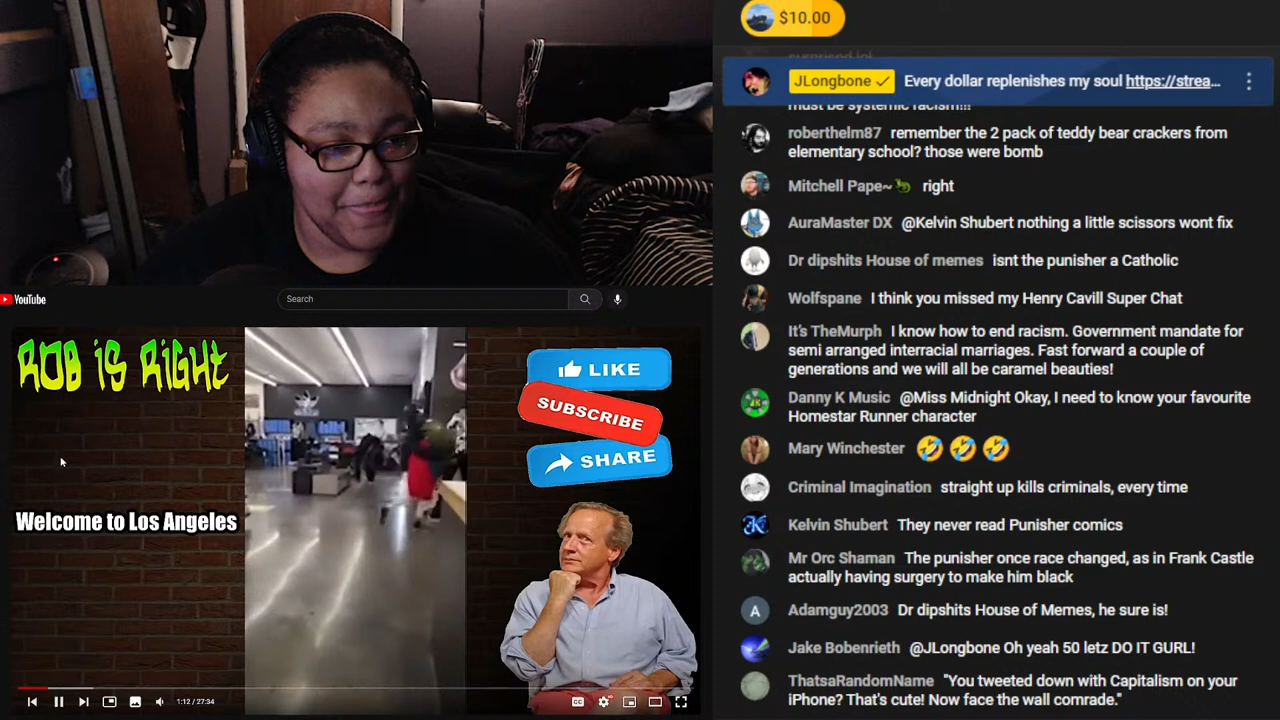 $10.00
surprised lol
JLongbone Every dollar replenishes my soul https://strea...
must be systemic racism!!!
roberthelm87 remember the 2 pack of teddy bear crackers from
elementary school? those were bomb
Mitchell Pape~ right
AuraMaster DX @Kelvin Shubert nothing a little scissors wont fix
Dr dipshits House of memes isnt the punisher a Catholic
Wolfspane I think you missed my Henry Cavill Super Chat
It's TheMurph I know how to end racism. Government mandate for
semi arranged interracial marriages. Fast forward a couple of
generations and we will all be caramel beauties!
Danny K Music @Miss Midnight Okay, I need to know your favourite
Homestar Runner character
Mary Winchester 🤣🤣🤣
Criminal Imagination straight up kills criminals, every time
Kelvin Shubert They never read Punisher comics
Mr Orc Shaman The punisher once race changed, as in Frank Castle
actually having surgery to make him black
A
Adamguy2003 Dr dipshits House of Memes, he sure is!
Jake Bobenrieth @JLongbone Oh yeah 50 letz DO IT GURL!
ThatsaRandomName "You tweeted down with Capitalism on your
iPhone? That's cute! Now face the wall comrade."
YouTube
Search
ROB iS RiGHt
LIKE
SUBSCRIBE
SHARE
Welcome to Los Angeles
1:12 / 27:34